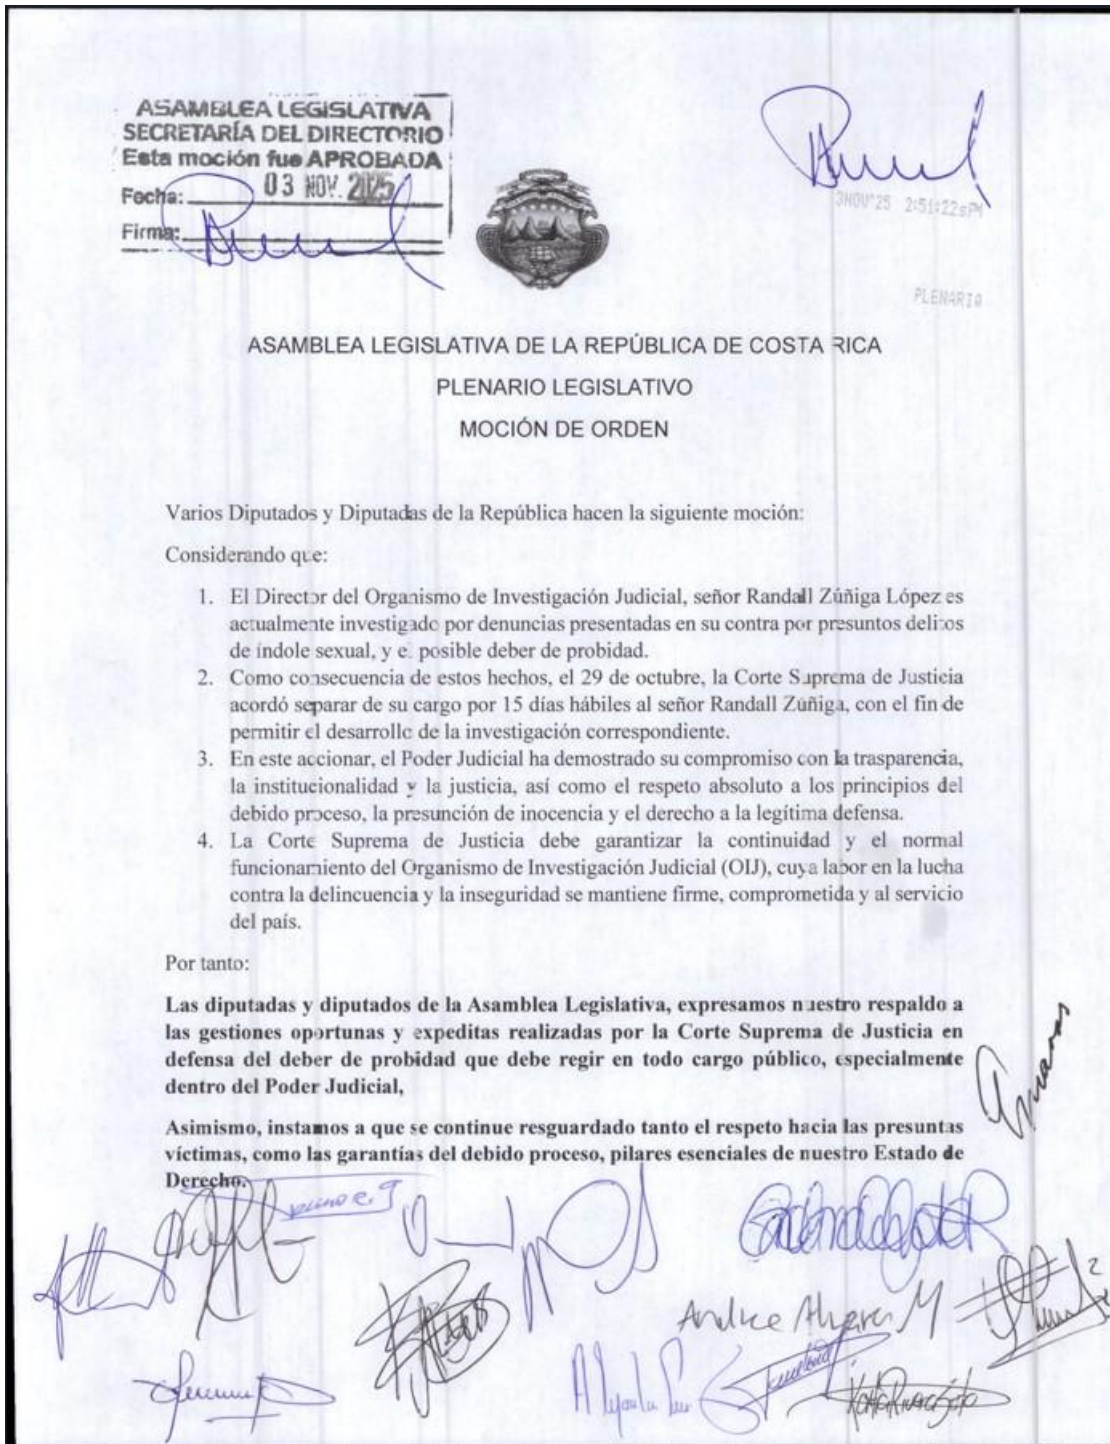 ASAMBLEA LEGISLATIVA
SECRETARÍA DEL DIRECTORIO
Esta moción fue APROBADA
Fecha: 03 NOV. 2025
Firma:
3NOV'25 2:51:22sPM
PLENARIO
ASAMBLEA LEGISLATIVA DE LA REPÚBLICA DE COSTA RICA
PLENARIO LEGISLATIVO
MOCIÓN DE ORDEN
Varios Diputados y Diputadas de la República hacen la siguiente moción:
Considerando que:
1. El Director del Organismo de Investigación Judicial, señor Randall Zúñiga López es
actualmente investigado por denuncias presentadas en su contra por presuntos delitos
de índole sexual, y el posible deber de probidad.
2. Como consecuencia de estos hechos, el 29 de octubre, la Corte Suprema de Justicia
acordó separar de su cargo por 15 días hábiles al señor Randall Zúñiga, con el fin de
permitir el desarrollo de la investigación correspondiente.
3. En este accionar, el Poder Judicial ha demostrado su compromiso con la trasparencia,
la institucionalidad y la justicia, así como el respeto absoluto a los principios del
debido proceso, la presunción de inocencia y el derecho a la legítima defensa.
4. La Corte Suprema de Justicia debe garantizar la continuidad y el normal
funcionamiento del Organismo de Investigación Judicial (OIJ), cuya labor en la lucha
contra la delincuencia y la inseguridad se mantiene firme, comprometida y al servicio
del país.
Por tanto:
Las diputadas y diputados de la Asamblea Legislativa, expresamos nuestro respaldo a
las gestiones oportunas y expeditas realizadas por la Corte Suprema de Justicia en
defensa del deber de probidad que debe regir en todo cargo público, especialmente
dentro del Poder Judicial,
Asimismo, instamos a que se continue resguardado tanto el respeto hacia las presuntas
víctimas, como las garantías del debido proceso, pilares esenciales de nuestro Estado de
Derecho.